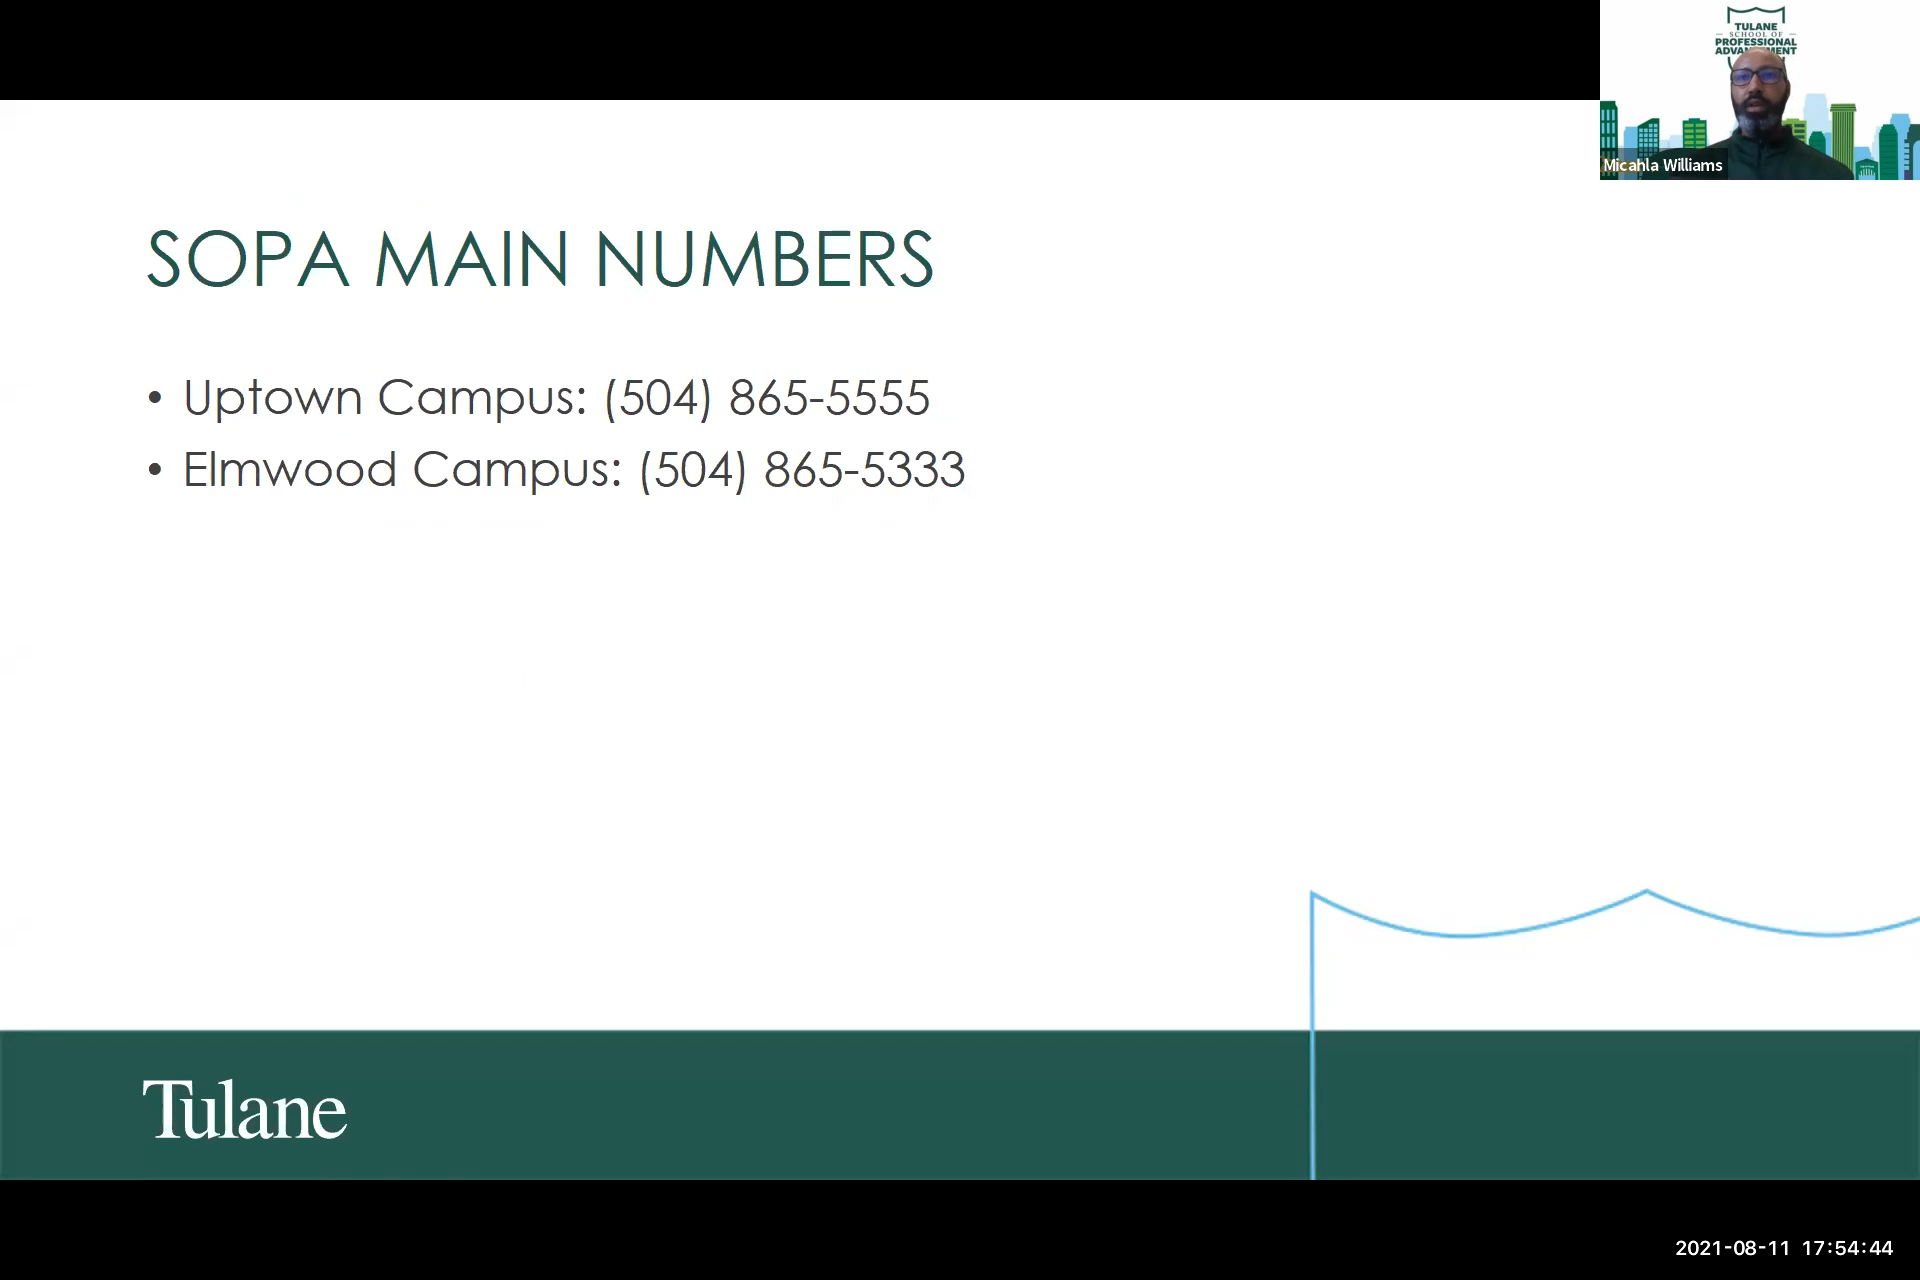 TULANE
SCHOOL OF
PROFESSIONAL
ADVANCEMENT
Micahla Williams
SOPA MAIN NUMBERS
• Uptown Campus: (504) 865-5555
• Elmwood Campus: (504) 865-5333
Tulane
2021-08-11 17:54:44